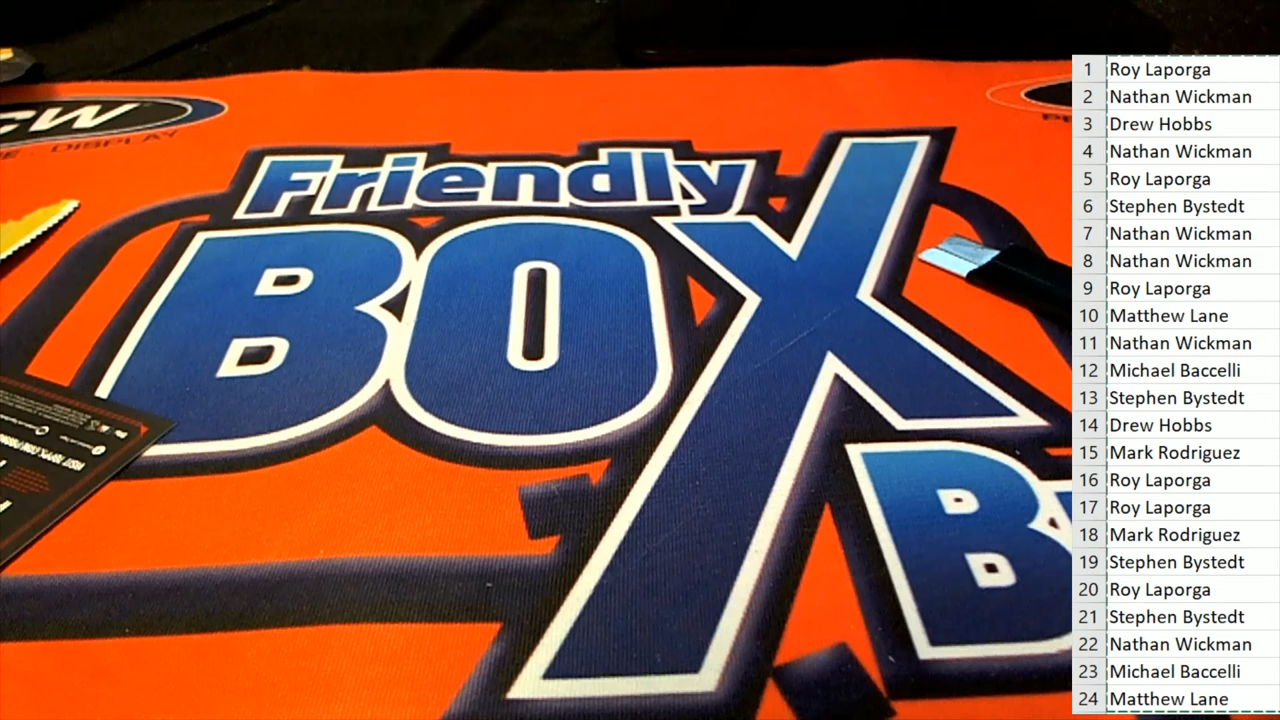 CW
E - DISPLAY
Friendly
BOX
B
1 Roy Laporga
2 Nathan Wickman
3 Drew Hobbs
4 Nathan Wickman
5 Roy Laporga
6 Stephen Bystedt
7 Nathan Wickman
8 Nathan Wickman
9 Roy Laporga
10 Matthew Lane
11 Nathan Wickman
12 Michael Baccelli
13 Stephen Bystedt
14 Drew Hobbs
15 Mark Rodriguez
16 Roy Laporga
17 Roy Laporga
18 Mark Rodriguez
19 Stephen Bystedt
20 Roy Laporga
21 Stephen Bystedt
22 Nathan Wickman
23 Michael Baccelli
24 Matthew Lane